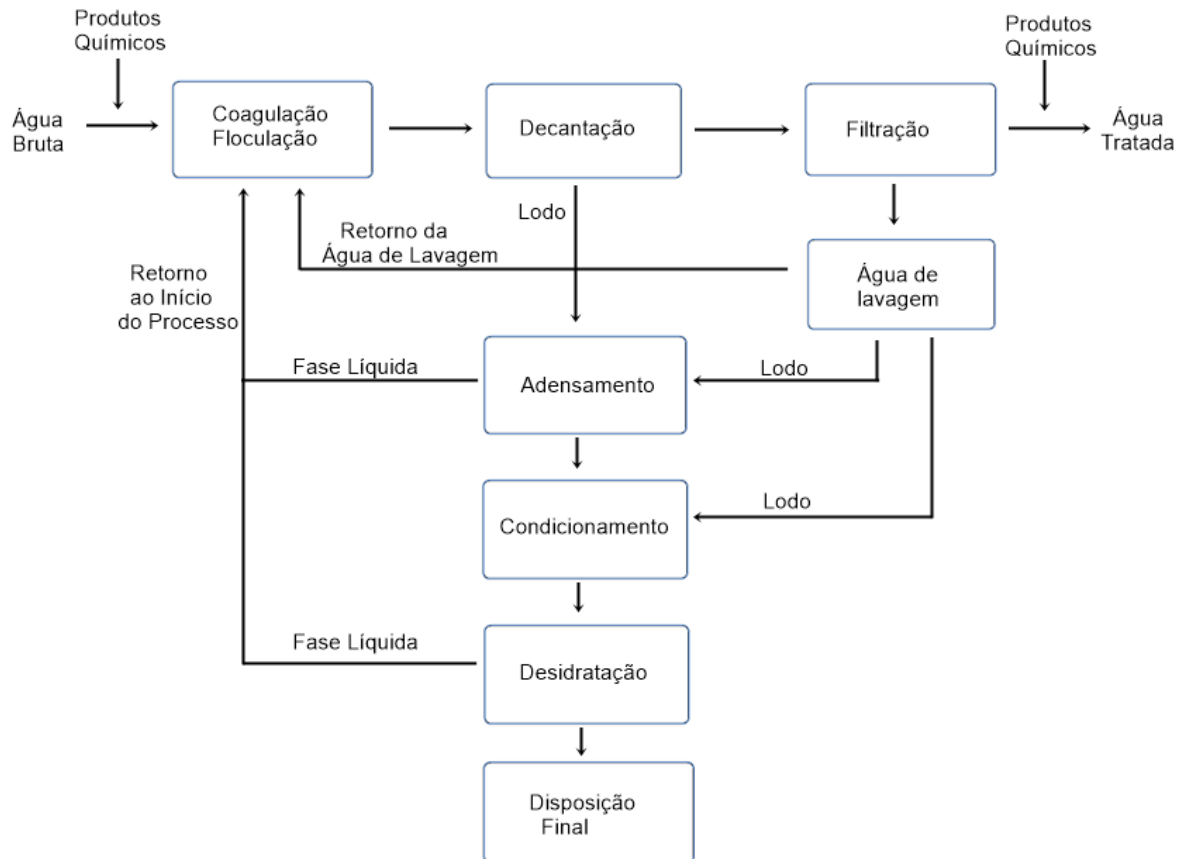 Produtos
Químicos
Produtos
Químicos
Água
Bruta
Coagulação
Floculação
Decantação
Filtração
Água
Tratada
Lodo
Retorno da
Água de Lavagem
Retorno
ao Início
do Processo
Água de
lavagem
Fase Líquida
Adensamento
Lodo
Condicionamento
Lodo
Fase Líquida
Desidratação
Disposição
Final